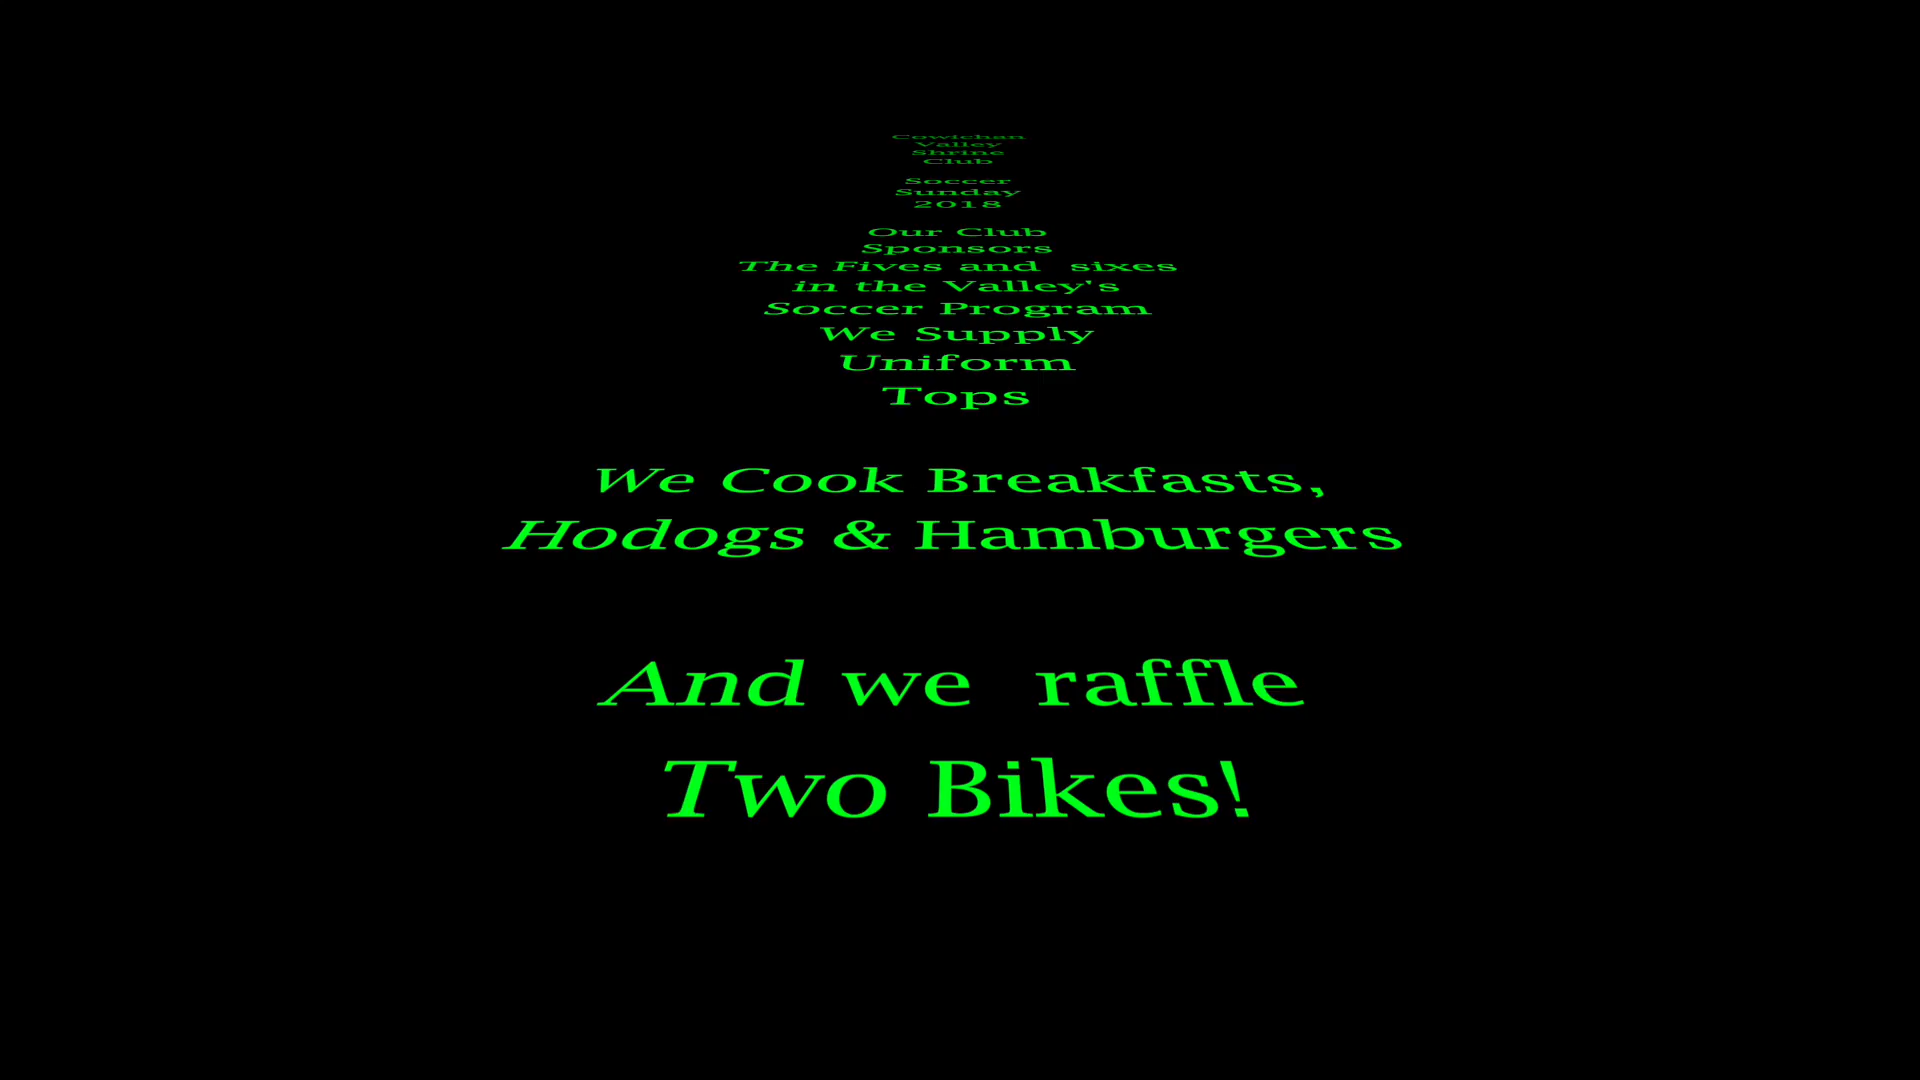 Cowichan
Valley
Shrine
Club
Soccer
Sunday
2018
Our Club
Sponsors
The Fives and  sixes
in the Valley's
Soccer Program
We Supply
Uniform
Tops
We Cook Breakfasts,
Hodogs & Hamburgers
And we  raffle
Two Bikes!